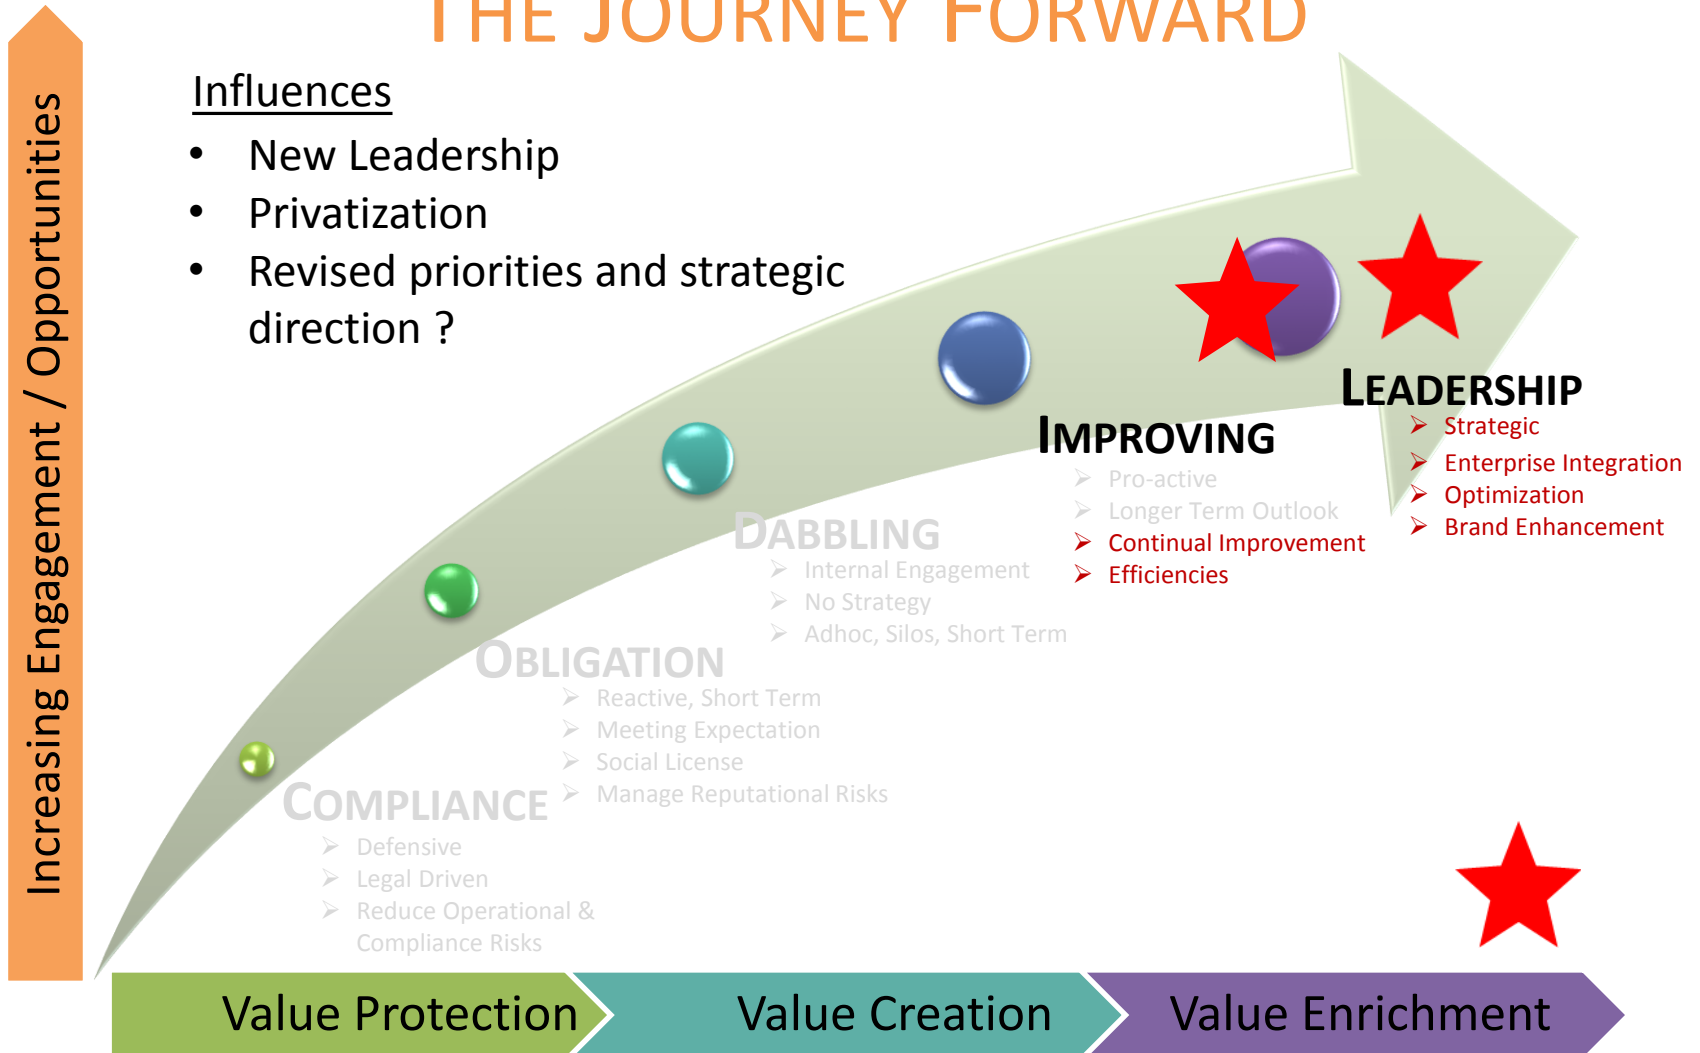 THE JOURNEY FORWARD
Increasing Engagement / Opportunities
Influences
• New Leadership
• Privatization
• Revised priorities and strategic
direction ?
LEADERSHIP
➢ Strategic
➢ Enterprise Integration
➢ Optimization
➢ Brand Enhancement
IMPROVING
➢ Pro-active
➢ Longer Term Outlook
➢ Continual Improvement
➢ Efficiencies
DABBLING
➢ Internal Engagement
➢ No Strategy
➢ Adhoc, Silos, Short Term
OBLIGATION
➢ Reactive, Short Term
➢ Meeting Expectation
➢ Social License
➢ Manage Reputational Risks
COMPLIANCE
➢ Defensive
➢ Legal Driven
➢ Reduce Operational &
Compliance Risks
Value Protection
Value Creation
Value Enrichment